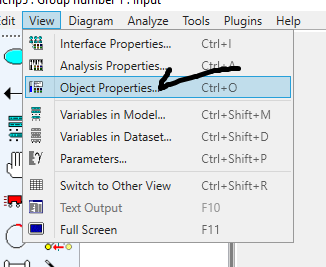 Group number 1 : Input
View Diagram Analyze Tools Plugins Help
Interface Properties... Ctrl+I
Analysis Properties... Ctrl+A
Object Properties... Ctrl+O
Variables in Model... Ctrl+Shift+M
Variables in Dataset... Ctrl+Shift+D
Parameters... Ctrl+Shift+P
Switch to Other View Ctrl+Shift+R
Text Output F10
Full Screen F11